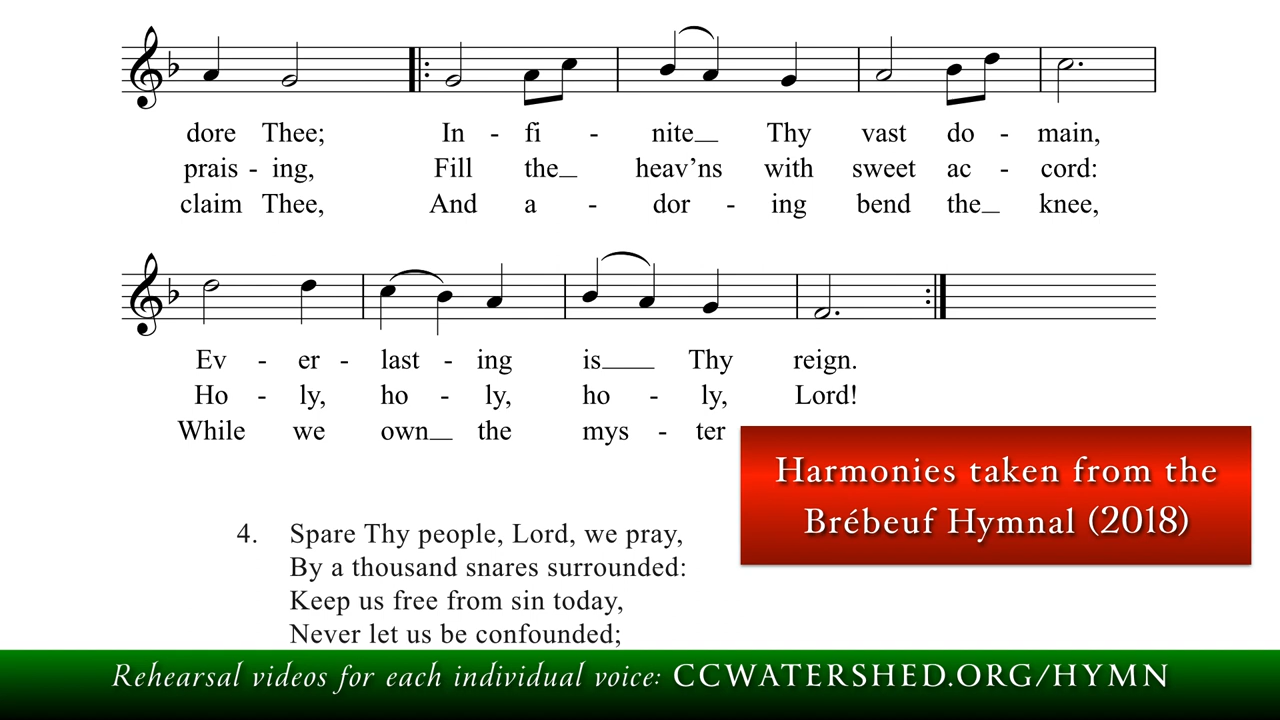 dore Thee; In - fi - nite Thy vast do - main,
prais - ing, Fill the heav’ns with sweet ac - cord:
claim Thee, And a - dor - ing bend the knee,
Ev - er - last - ing is Thy reign.
Ho - ly, ho - ly, ho - ly, Lord!
While we own the mys - ter
Harmonies taken from the
Brébeuf Hymnal (2018)
4. Spare Thy people, Lord, we pray,
By a thousand snares surrounded:
Keep us free from sin today,
Never let us be confounded;
Rehearsal videos for each individual voice: CCWATERSHED.ORG/HYMN